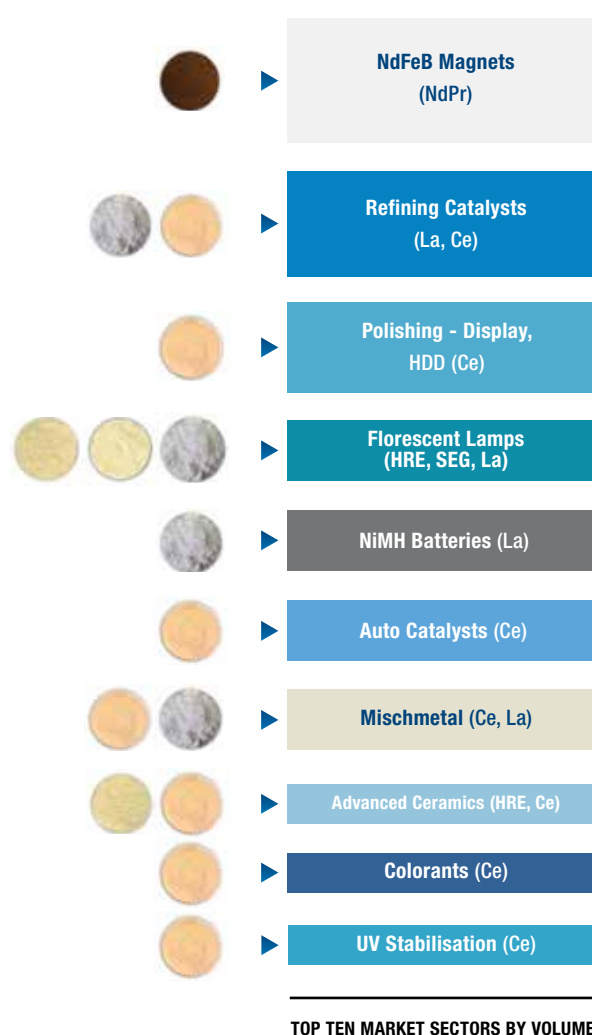 NdFeB Magnets
(NdPr)
Refining Catalysts
(La, Ce)
Polishing - Display,
HDD (Ce)
Florescent Lamps
(HRE, SEG, La)
NiMH Batteries (La)
Auto Catalysts (Ce)
Mischmetal (Ce, La)
Advanced Ceramics (HRE, Ce)
Colorants (Ce)
UV Stabilisation (Ce)
TOP TEN MARKET SECTORS BY VOLUME